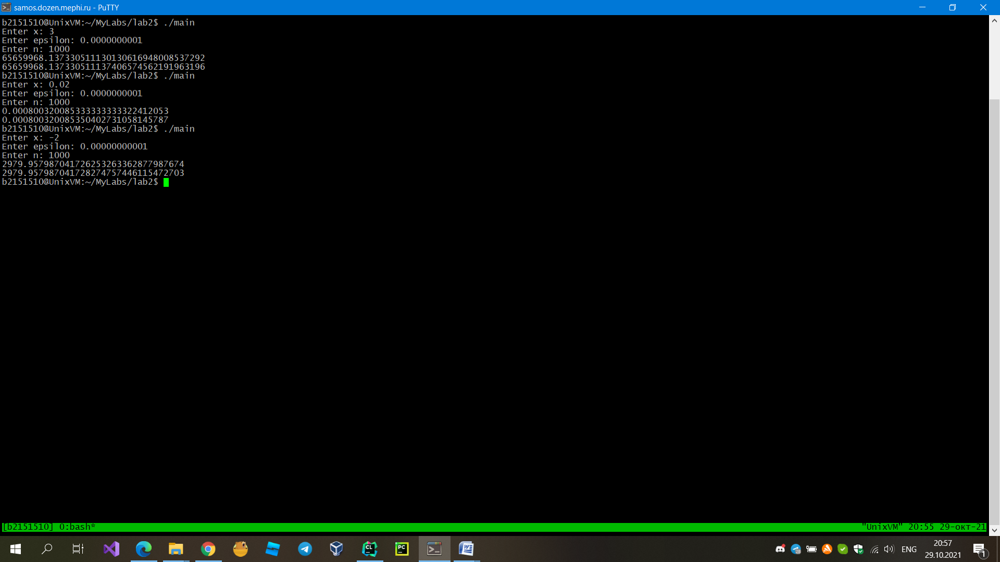 samos.dozen.mephi.ru - PuTTY
b2151510@UnixVM:~/MyLabs/lab2$ ./main
Enter x: 3
Enter epsilon: 0.0000000001
Enter n: 1000
65659968.137330511130130616948008537292
65659968.137330511137406574562191963196
b2151510@UnixVM:~/MyLabs/lab2$ ./main
Enter x: 0.02
Enter epsilon: 0.0000000001
Enter n: 1000
0.000800320085333333333322412053
0.000800320085350402731058145787
b2151510@UnixVM:~/MyLabs/lab2$ ./main
Enter x: -2
Enter epsilon: 0.00000000001
Enter n: 1000
2979.957987041726253263362877987674
2979.957987041728274757446115472703
b2151510@UnixVM:~/MyLabs/lab2$
[b2151510] 0:bash* "UnixVM" 20:55 29-окт-21
CL
PC
W
28
ENG
20:57
29.10.2021
1